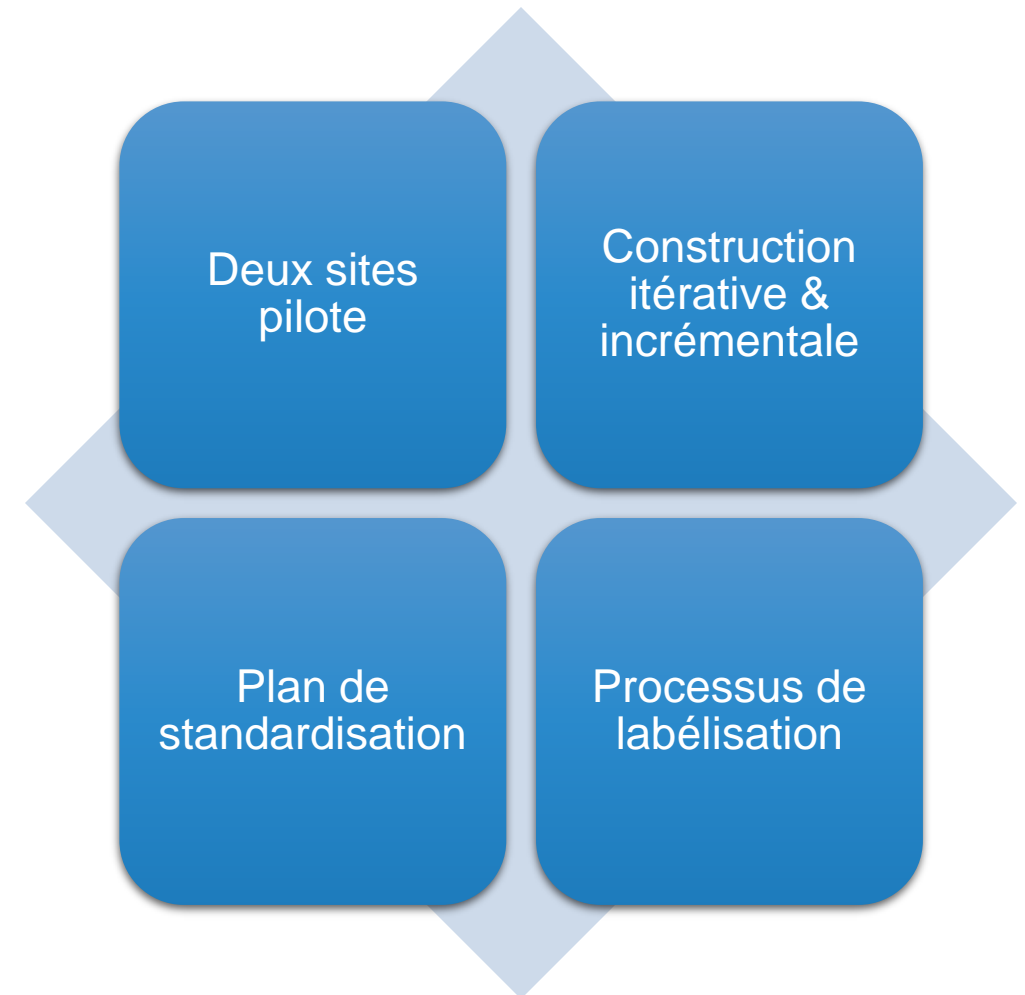 Deux sites
pilote
Construction
itérative &
incrémentale
Plan de
standardisation
Processus de
labélisation